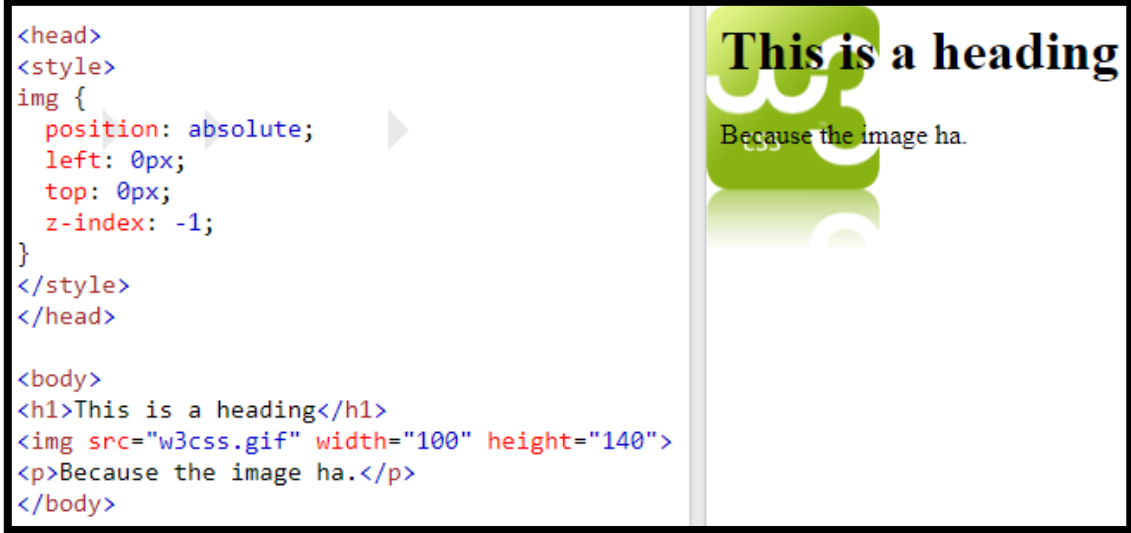 <head>
<style>
img {
  position: absolute;
  left: 0px;
  top: 0px;
  z-index: -1;
}
</style>
</head>

<body>
<h1>This is a heading</h1>
<img src="w3css.gif" width="100" height="140">
<p>Because the image ha.</p>
</body>
This is a heading
W3
Because the image ha.
CSS